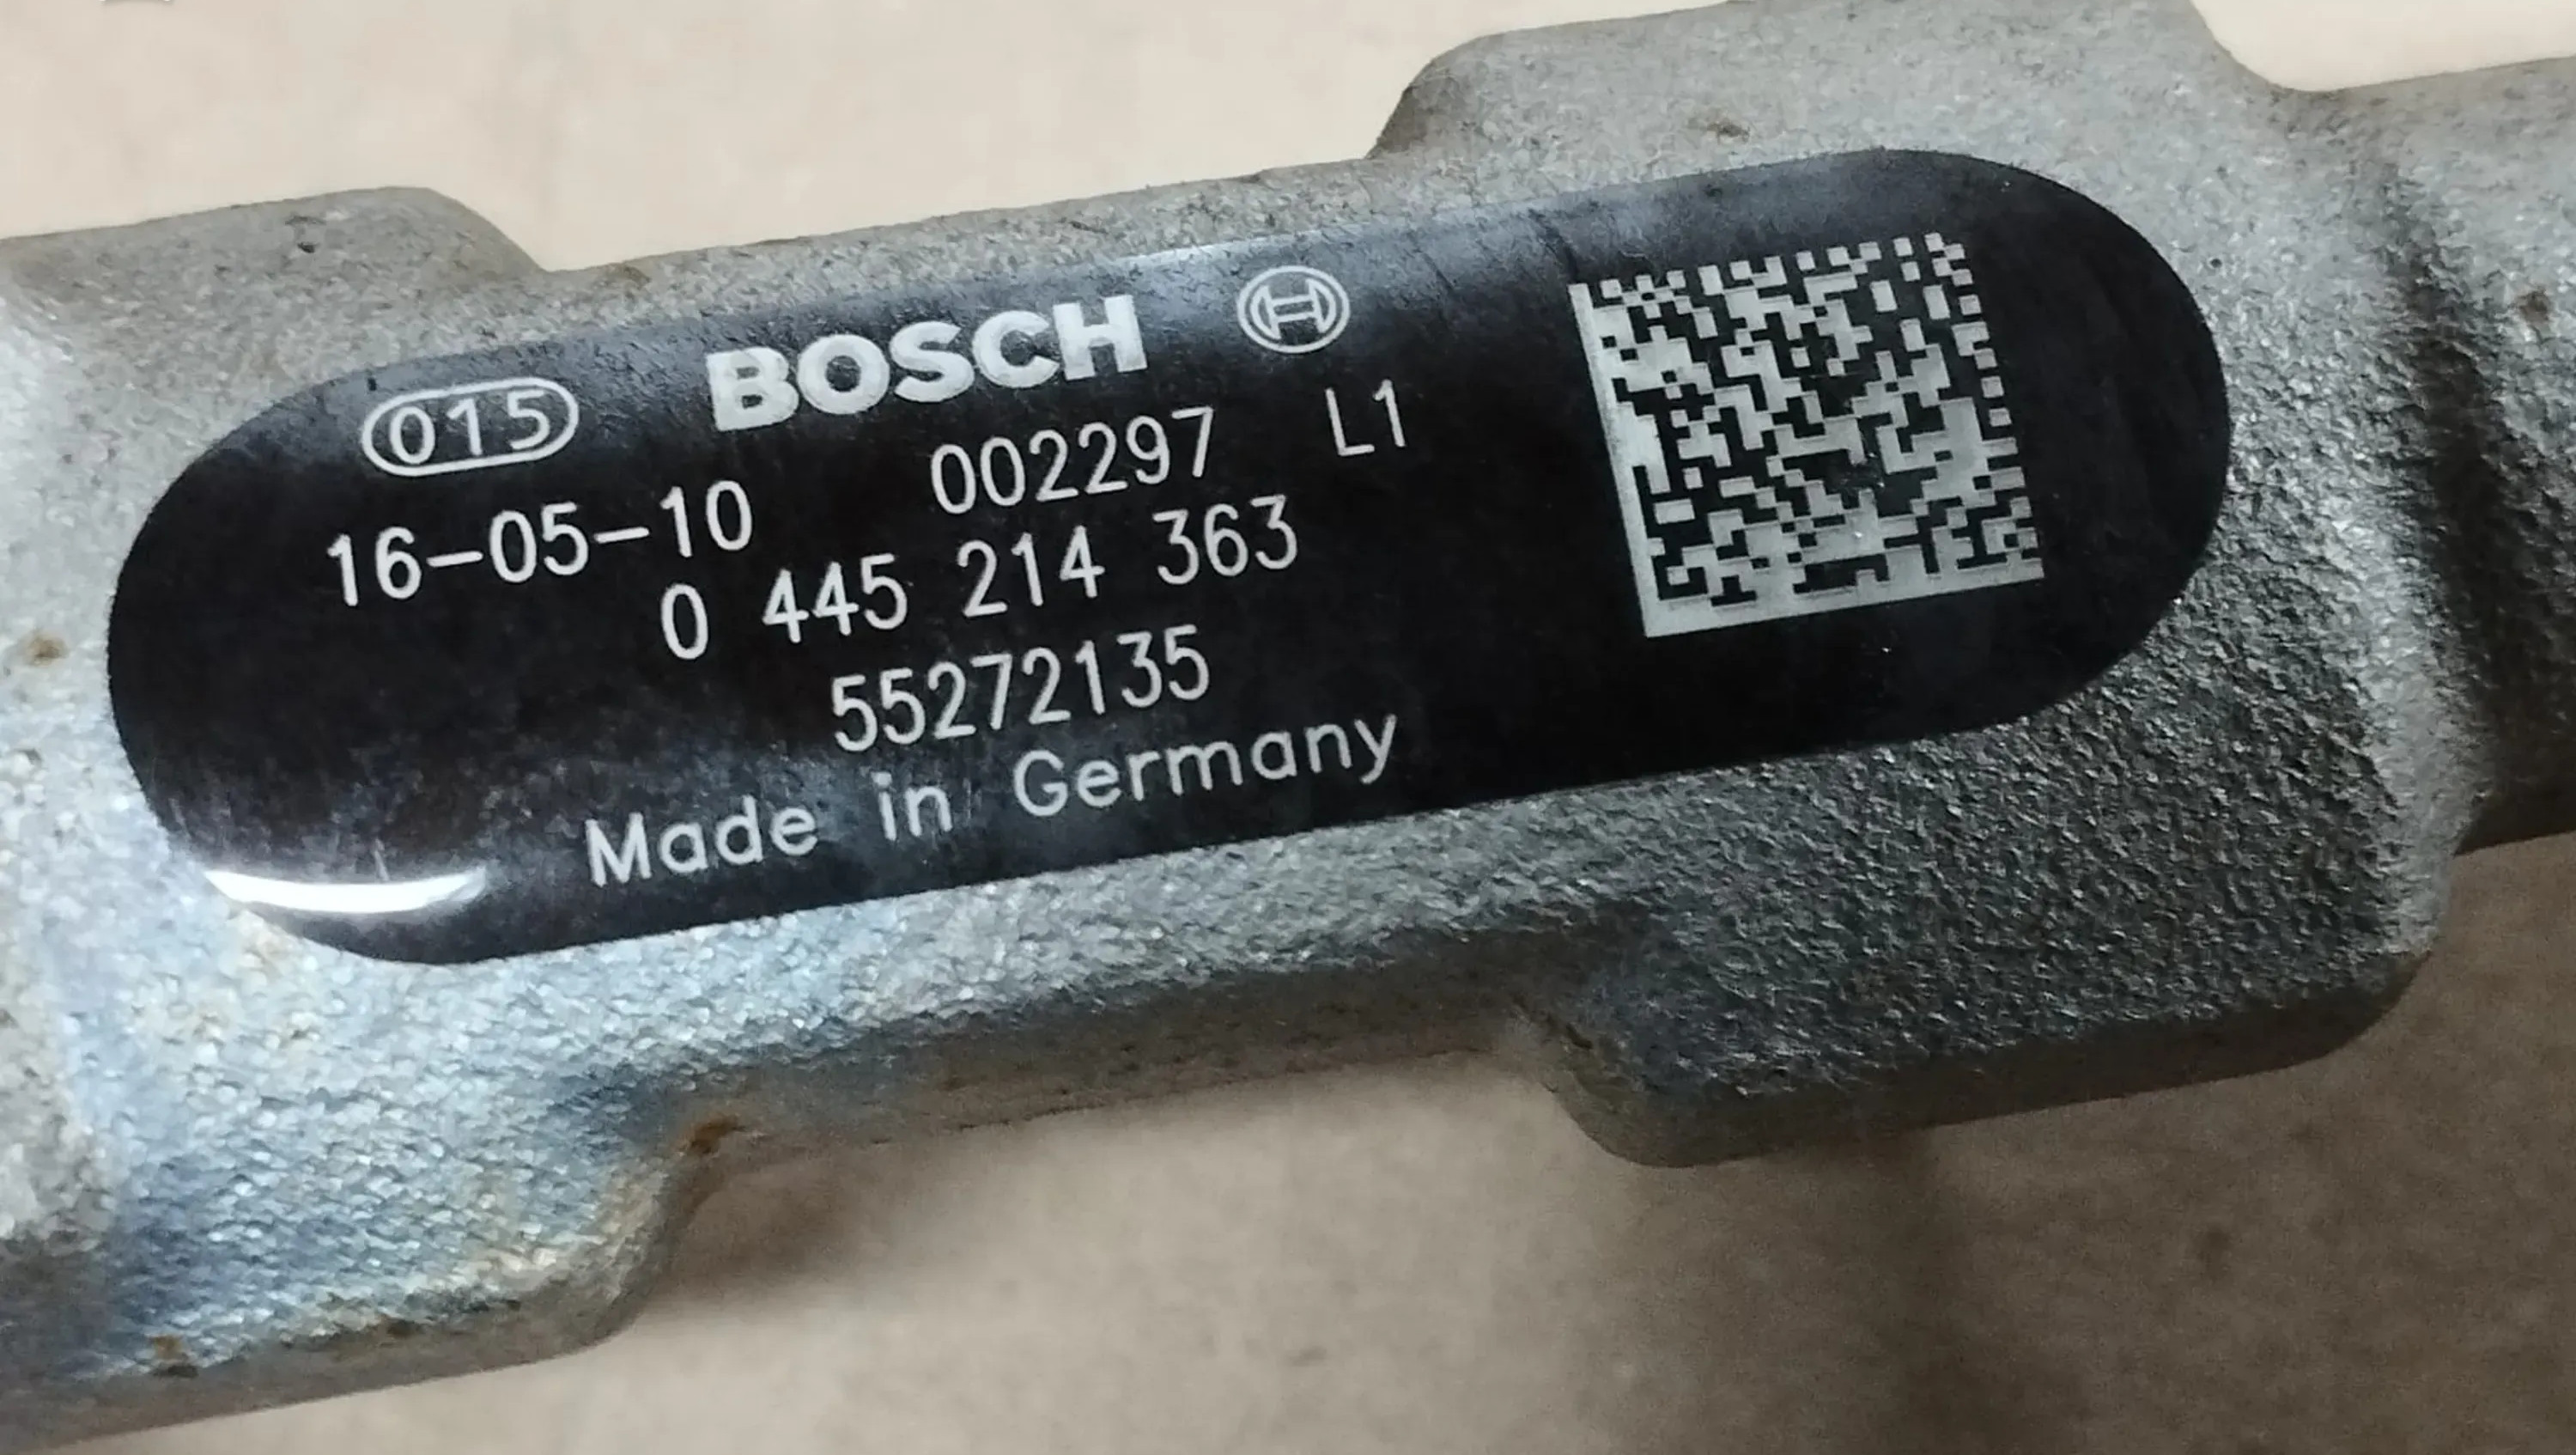 015 BOSCH
16-05-10 002297 L1
0 445 214 363
55272135
Made in Germany